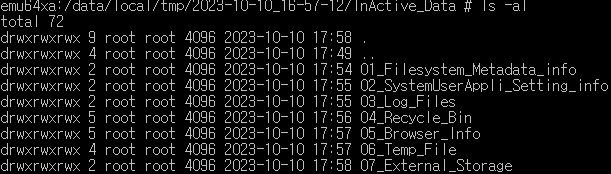 emu64xa:/data/local/tmp/2023-10-10_16-57-12/InActive_Data # ls -al
total 72
drwxrwxrwx 9 root root 4096 2023-10-10 17:58 .
drwxrwxrwx 4 root root 4096 2023-10-10 17:49 ..
drwxrwxrwx 2 root root 4096 2023-10-10 17:54 01_Filesystem_Metadata_info
drwxrwxrwx 2 root root 4096 2023-10-10 17:55 02_SystemUserAppli_Setting_info
drwxrwxrwx 5 root root 4096 2023-10-10 17:55 03_Log_Files
drwxrwxrwx 5 root root 4096 2023-10-10 17:56 04_Recycle_Bin
drwxrwxrwx 5 root root 4096 2023-10-10 17:57 05_Browser_Info
drwxrwxrwx 4 root root 4096 2023-10-10 17:58 06_Temp_File
drwxrwxrwx 2 root root 4096 2023-10-10 17:58 07_External_Storage